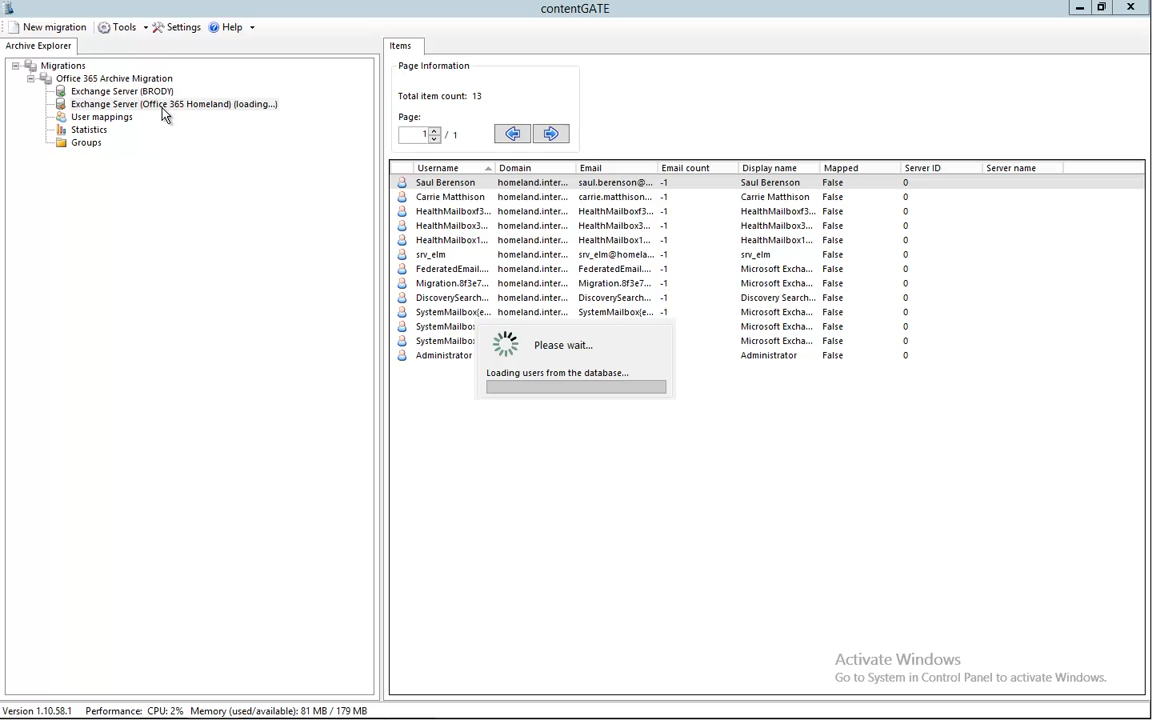 contentGATE
New migration Tools Settings Help
Archive Explorer
Items
Migrations
Office 365 Archive Migration
Exchange Server (BRODY)
Exchange Server (Office 365 Homeland) (loading...)
User mappings
Statistics
Groups
Page Information
Total item count: 13
Page:
1 / 1
Username Domain Email Email count Display name Mapped Server ID Server name
Saul Berenson homeland.inter... saul.berenson@... -1 Saul Berenson False 0
Carrie Matthison homeland.inter... carrie.matthison... -1 Carrie Matthison False 0
HealthMailboxf3... homeland.inter... HealthMailboxf3... -1 HealthMailboxf3... False 0
HealthMailbox3... homeland.inter... HealthMailbox3... -1 HealthMailbox3... False 0
HealthMailbox1... homeland.inter... HealthMailbox1... -1 HealthMailbox1... False 0
srv_elm homeland.inter... srv_elm@homela... -1 srv_elm False 0
FederatedEmail.... homeland.inter... FederatedEmail.... -1 Microsoft Excha... False 0
Migration.8f3e7... homeland.inter... Migration.8f3e7... -1 Microsoft Excha... False 0
DiscoverySearch... homeland.inter... DiscoverySearch... -1 Discovery Search... False 0
SystemMailbox{e... homeland.inter... SystemMailbox{e... -1 Microsoft Excha... False 0
SystemMailbox Microsoft Excha... False 0
SystemMailbox Microsoft Excha... False 0
Administrator Administrator False 0
Please wait...
Loading users from the database...
Activate Windows
Go to System in Control Panel to activate Windows.
Version 1.10.58.1 Performance: CPU: 2% Memory (used/available): 81 MB / 179 MB